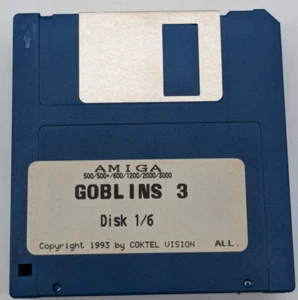 AMIGA
500/500+/600/1200/2000/3000
GOBLINS 3
Disk 1/6
Copyright 1993 by COKTEL VISION ALL.